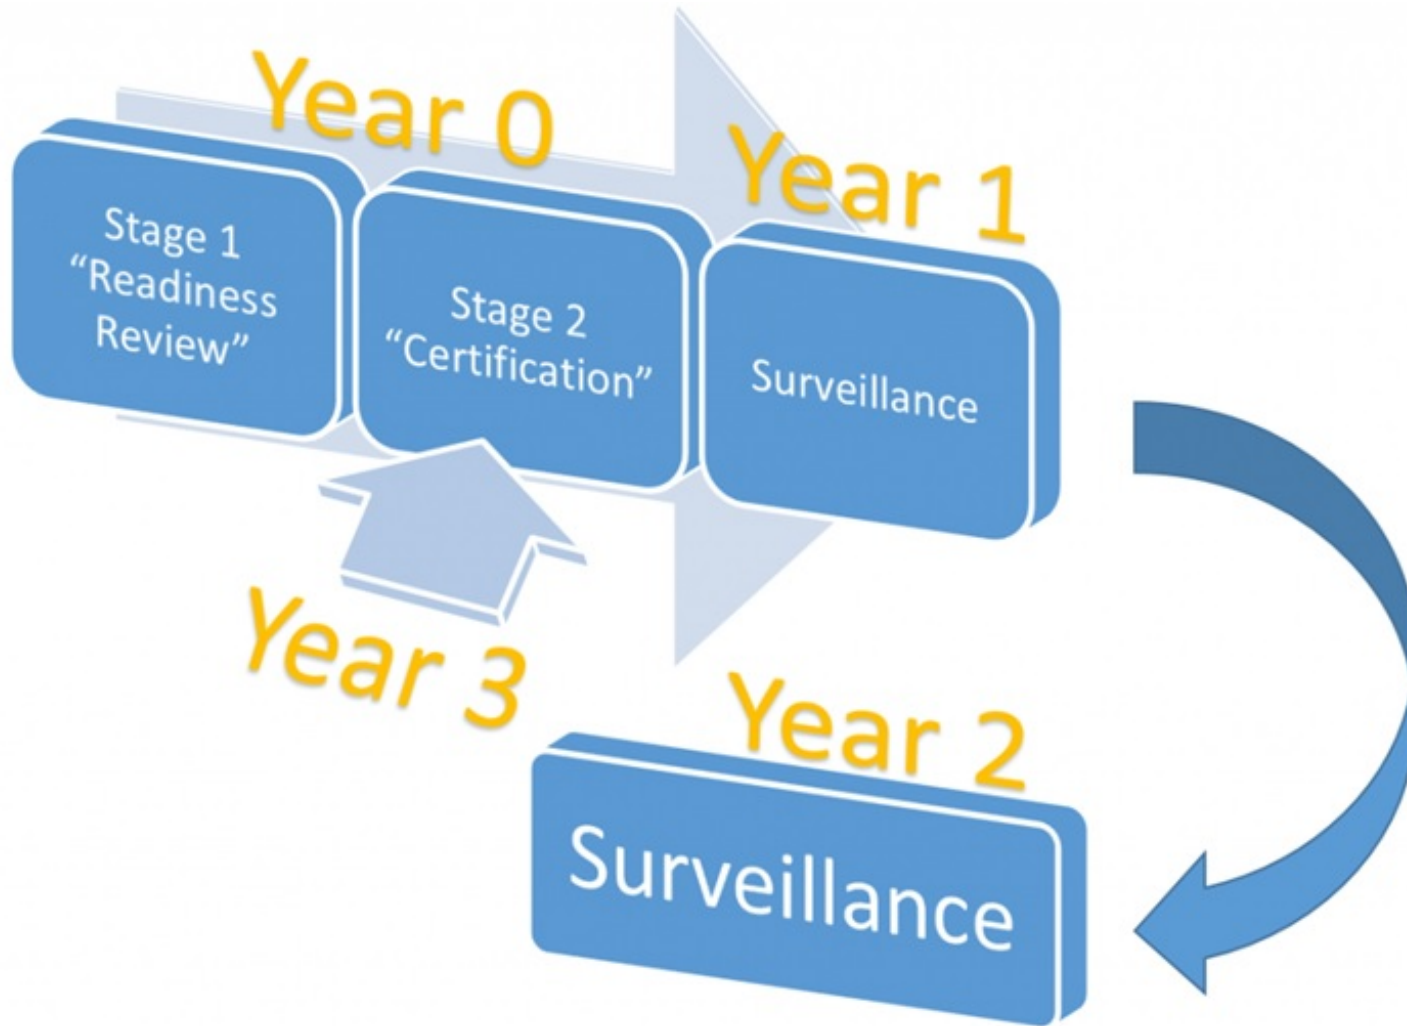 Year 0
Year 1
Stage 1
“Readiness
Review”
Stage 2
“Certification”
Surveillance
Year 3
Year 2
Surveillance